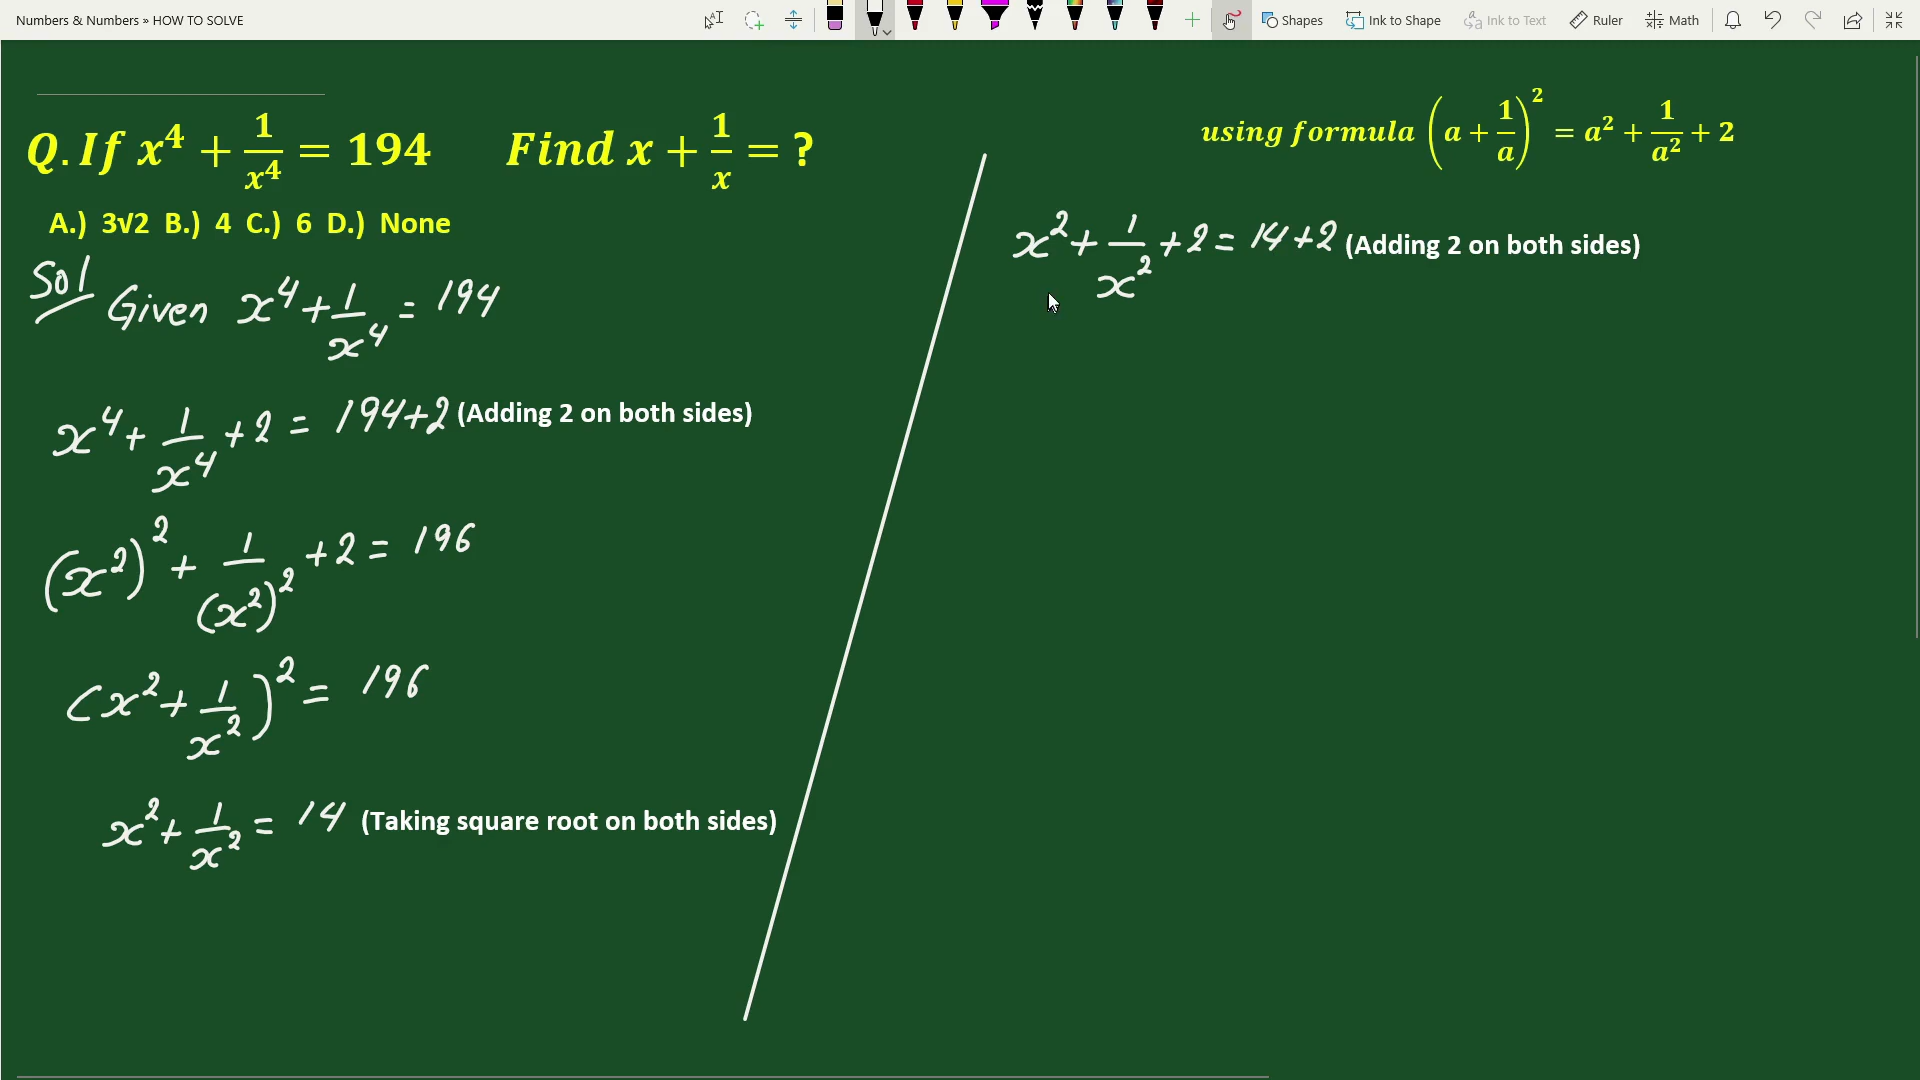 Numbers & Numbers » HOW TO SOLVE
Shapes Ink to Shape Ink to Text Ruler Math
Q. If x⁴ + 1/x⁴ = 194 Find x + 1/x = ?
A.) 3√2 B.) 4 C.) 6 D.) None
Sol Given x⁴ + 1/x⁴ = 194
x⁴ + 1/x⁴ + 2 = 194+2 (Adding 2 on both sides)
(x²)² + 1/(x²)² + 2 = 196
(x² + 1/x²)² = 196
x² + 1/x² = 14 (Taking square root on both sides)
using formula (a + 1/a)² = a² + 1/a² + 2
x² + 1/x² + 2 = 14+2 (Adding 2 on both sides)